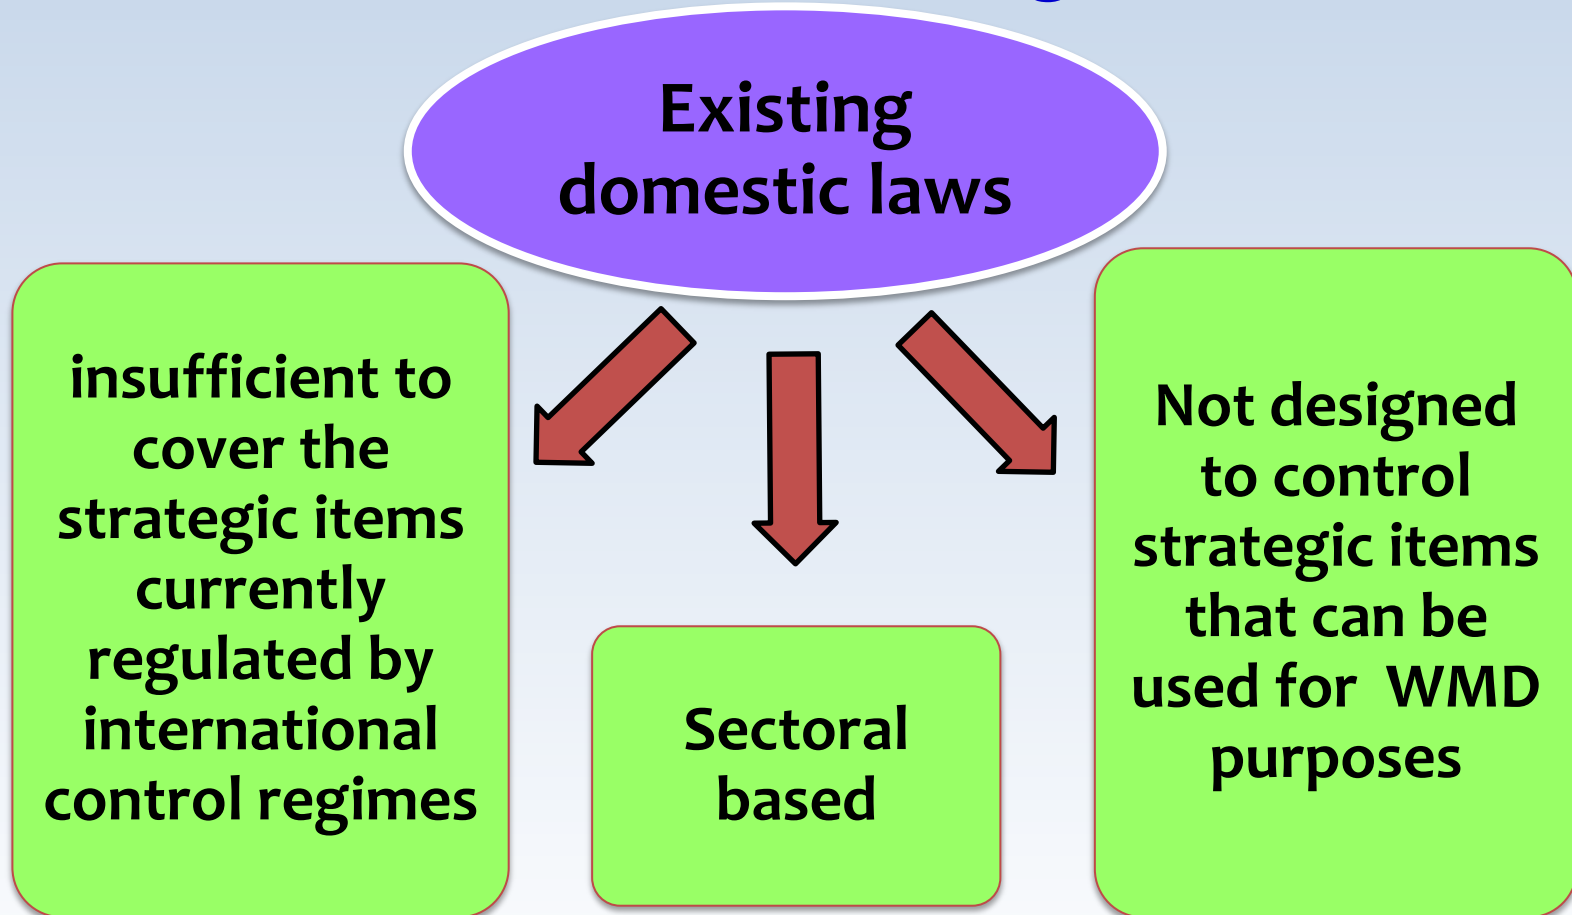 Existing
domestic laws
insufficient to
cover the
strategic items
currently
regulated by
international
control regimes
Sectoral
based
Not designed
to control
strategic items
that can be
used for WMD
purposes